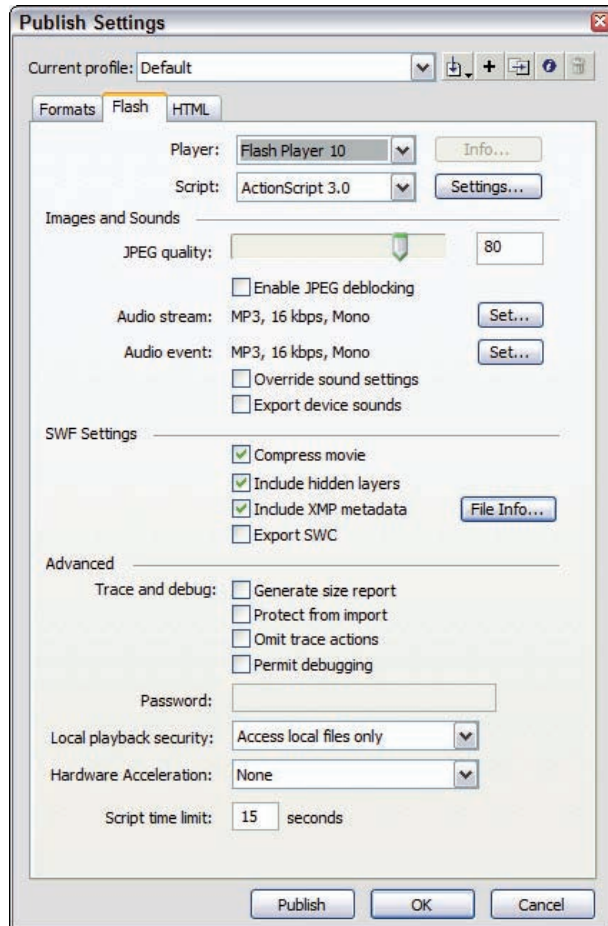 Publish Settings
Current profile: Default
Formats Flash HTML
Player: Flash Player 10 Info...
Script: ActionScript 3.0 Settings...
Images and Sounds
JPEG quality: 80
Enable JPEG deblocking
Audio stream: MP3, 16 kbps, Mono Set...
Audio event: MP3, 16 kbps, Mono Set...
Override sound settings
Export device sounds
SWF Settings
Compress movie
Include hidden layers
Include XMP metadata File Info...
Export SWC
Advanced
Trace and debug: Generate size report
Protect from import
Omit trace actions
Permit debugging
Password:
Local playback security: Access local files only
Hardware Acceleration: None
Script time limit: 15 seconds
Publish OK Cancel